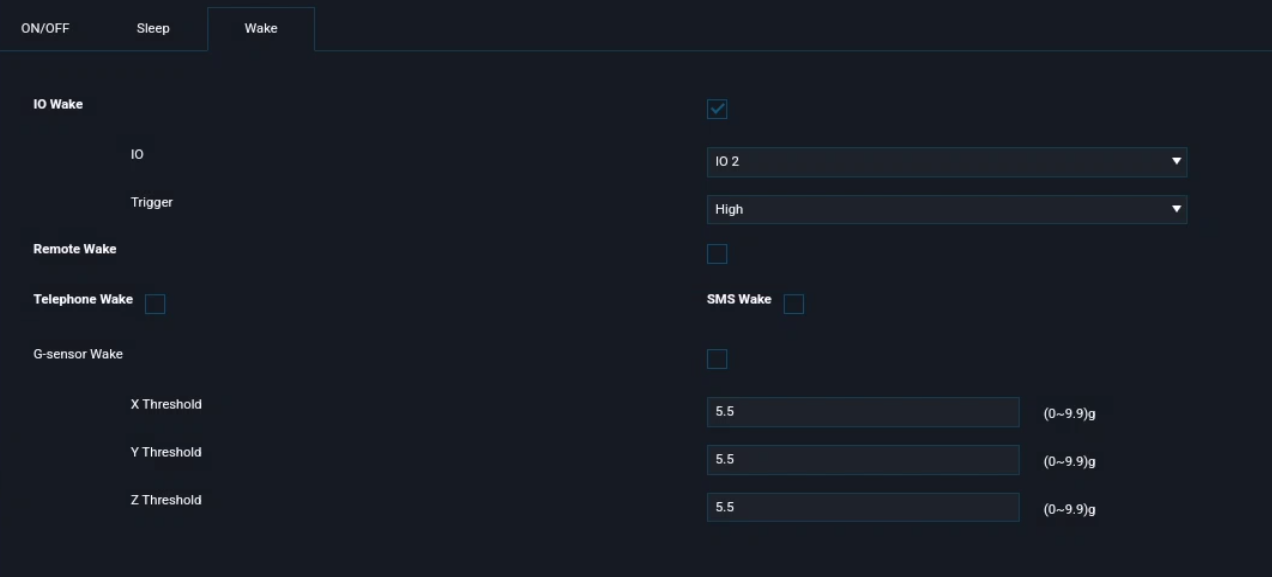 ON/OFF Sleep Wake
IO Wake
IO IO 2
Trigger High
Remote Wake
Telephone Wake SMS Wake
G-sensor Wake
X Threshold 5.5 (0~9.9)g
Y Threshold 5.5 (0~9.9)g
Z Threshold 5.5 (0~9.9)g